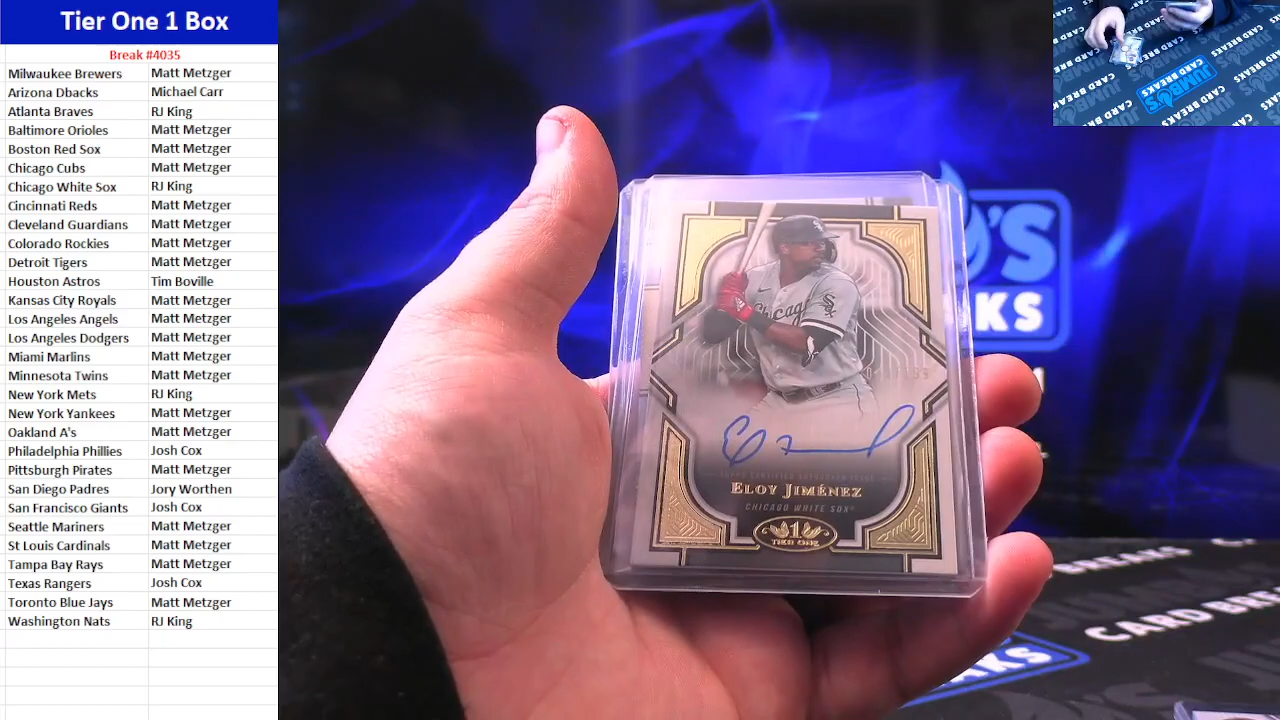 Tier One 1 Box
Break #4035
Milwaukee Brewers Matt Metzger
Arizona Dbacks Michael Carr
Atlanta Braves RJ King
Baltimore Orioles Matt Metzger
Boston Red Sox Matt Metzger
Chicago Cubs Matt Metzger
Chicago White Sox RJ King
Cincinnati Reds Matt Metzger
Cleveland Guardians Matt Metzger
Colorado Rockies Matt Metzger
Detroit Tigers Matt Metzger
Houston Astros Tim Boville
Kansas City Royals Matt Metzger
Los Angeles Angels Matt Metzger
Los Angeles Dodgers Matt Metzger
Miami Marlins Matt Metzger
Minnesota Twins Matt Metzger
New York Mets RJ King
New York Yankees Matt Metzger
Oakland A's Matt Metzger
Philadelphia Phillies Josh Cox
Pittsburgh Pirates Matt Metzger
San Diego Padres Jory Worthen
San Francisco Giants Josh Cox
Seattle Mariners Matt Metzger
St Louis Cardinals Matt Metzger
Tampa Bay Rays Matt Metzger
Texas Rangers Josh Cox
Toronto Blue Jays Matt Metzger
Washington Nats RJ King
Chicago
ELOY JIMÉNEZ
CHICAGO WHITE SOX
1
TIER ONE
'S
KS
JUMBO'S
CARD BREAKS
CARD BREAKS